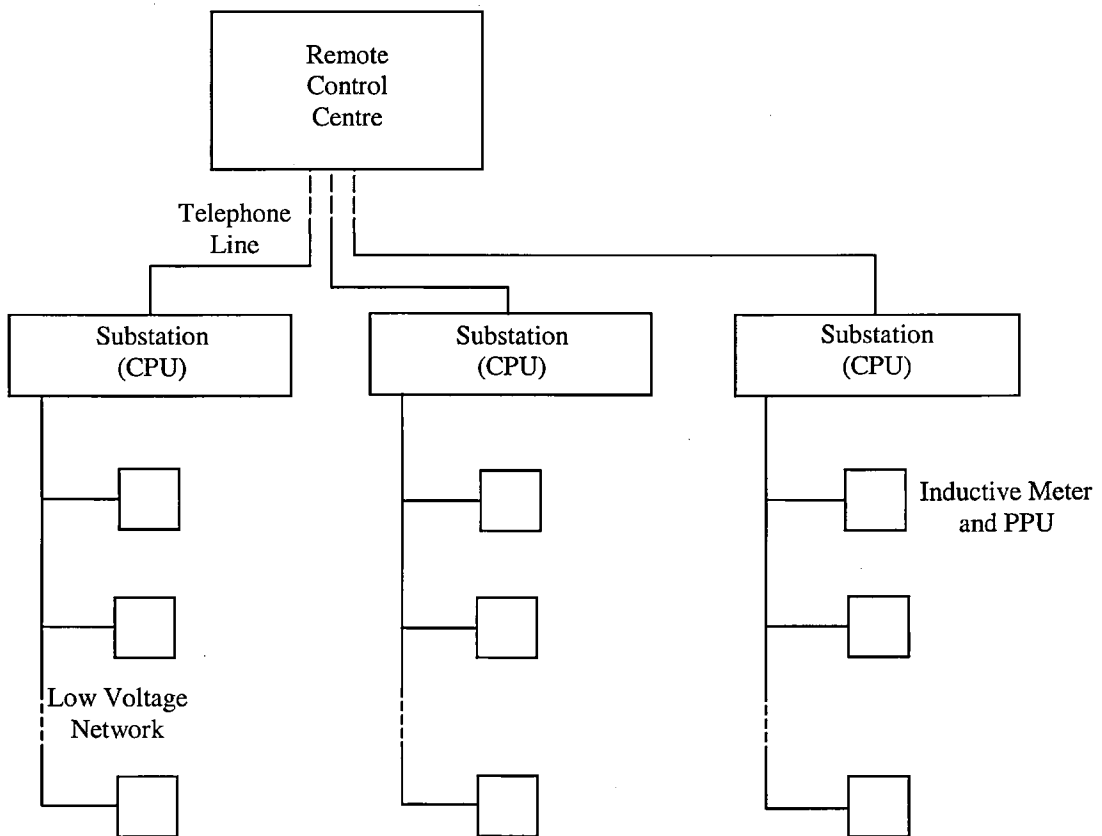 Remote
Control
Centre
Telephone
Line
Substation
(CPU)
Substation
(CPU)
Substation
(CPU)
Inductive Meter
and PPU
Low Voltage
Network